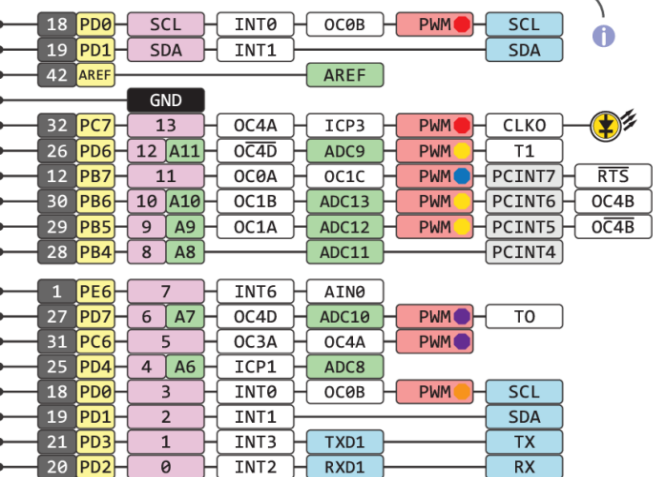 18 PD0 SCL INT0 OC0B PWM SCL
19 PD1 SDA INT1 SDA
42 AREF AREF
GND
32 PC7 13 OC4A ICP3 PWM CLKO
26 PD6 12 A11 O̅C̅4̅D̅ ADC9 PWM T1
12 PB7 11 OC0A OC1C PWM PCINT7 R̅T̅S̅
30 PB6 10 A10 OC1B ADC13 PWM PCINT6 OC4B
29 PB5 9 A9 OC1A ADC12 PWM PCINT5 O̅C̅4̅B̅
28 PB4 8 A8 ADC11 PCINT4
1 PE6 7 INT6 AIN0
27 PD7 6 A7 OC4D ADC10 PWM TO
31 PC6 5 OC3A OC4A PWM
25 PD4 4 A6 ICP1 ADC8
18 PD0 3 INT0 OC0B PWM SCL
19 PD1 2 INT1 SDA
21 PD3 1 INT3 TXD1 TX
20 PD2 0 INT2 RXD1 RX